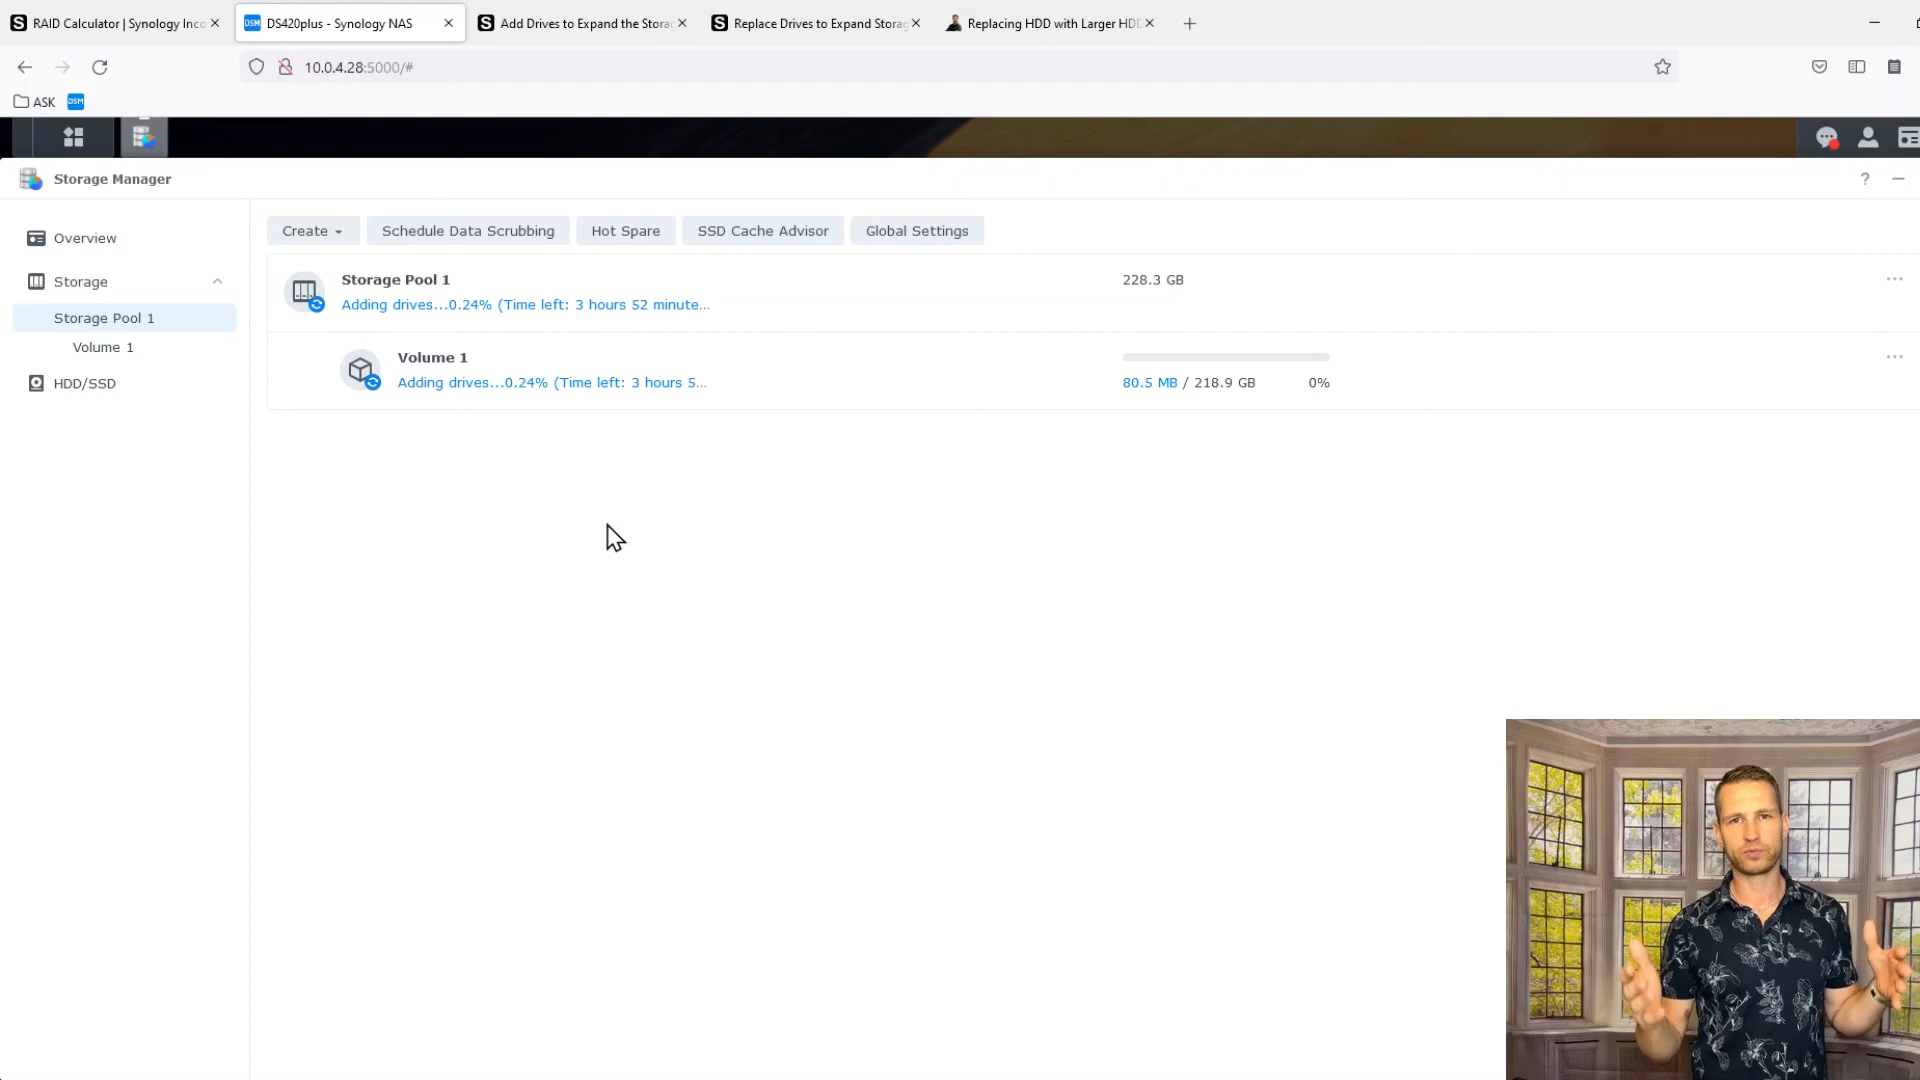 RAID Calculator | Synology Inco
DS420plus - Synology NAS
Add Drives to Expand the Storag
Replace Drives to Expand Storag
Replacing HDD with Larger HDD
10.0.4.28:5000/#
ASK
DSM
Storage Manager
?
Overview
Storage
Storage Pool 1
Volume 1
HDD/SSD
Create
Schedule Data Scrubbing
Hot Spare
SSD Cache Advisor
Global Settings
Storage Pool 1
228.3 GB
Adding drives...0.24% (Time left: 3 hours 52 minute...
Volume 1
Adding drives...0.24% (Time left: 3 hours 5...
80.5 MB / 218.9 GB
0%